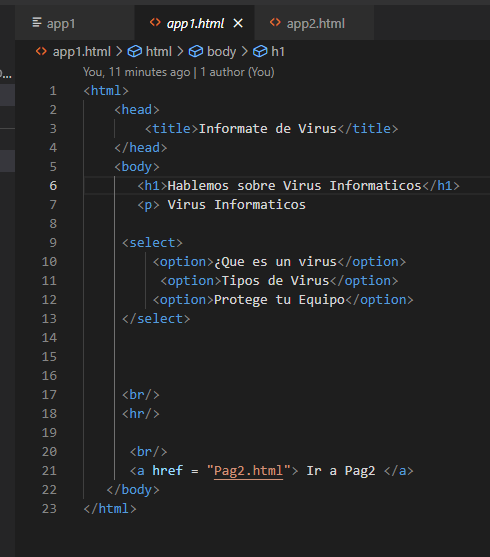 app1 app1.html app2.html
app1.html > html > body > h1
You, 11 minutes ago | 1 author (You)
1 <html>
2 <head>
3 <title>Informate de Virus</title>
4 </head>
5 <body>
6 <h1>Hablemos sobre Virus Informaticos</h1>
7 <p> Virus Informaticos
8
9 <select>
10 <option>¿Que es un virus</option>
11 <option>Tipos de Virus</option>
12 <option>Protege tu Equipo</option>
13 </select>
14
15
16
17 <br/>
18 <hr/>
19
20 <br/>
21 <a href = "Pag2.html"> Ir a Pag2 </a>
22 </body>
23 </html>